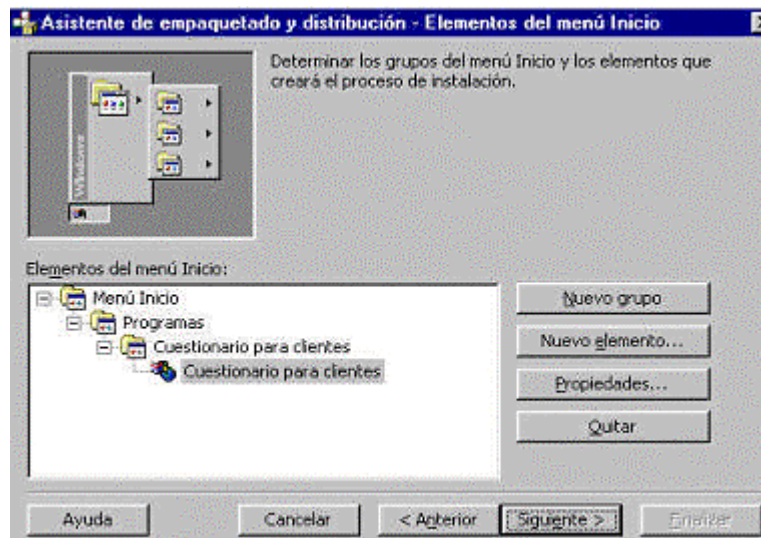 Asistente de empaquetado y distribución - Elementos del menú Inicio
Determinar los grupos del menú Inicio y los elementos que
creará el proceso de instalación.
Windows
Elementos del menú Inicio:
Menú Inicio
Programas
Cuestionario para clientes
Cuestionario para clientes
Nuevo grupo
Nuevo elemento...
Propiedades...
Quitar
Ayuda
Cancelar
< Anterior
Siguiente >
Finalizar